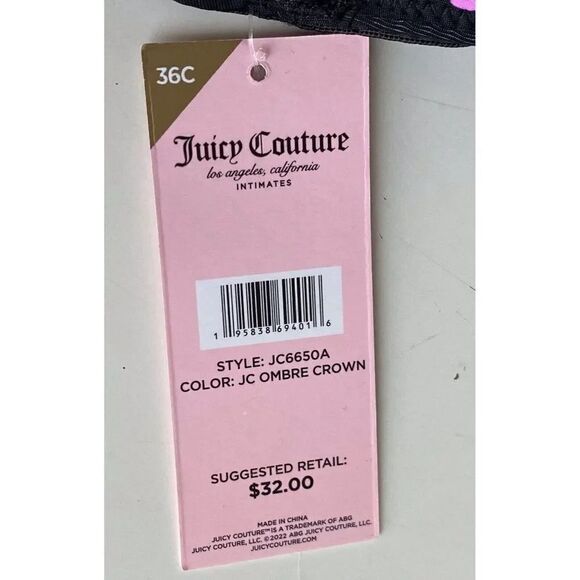 36C
Juicy Couture
los angeles, california
INTIMATES
1 95838 69401 6
STYLE: JC6650A
COLOR: JC OMBRE CROWN
SUGGESTED RETAIL:
$32.00
MADE IN CHINA
JUICY COUTURE™ IS A TRADEMARK OF ABG
JUICY COUTURE, LLC. ©2022 ABG JUICY COUTURE, LLC.
JUICYCOUTURE.COM